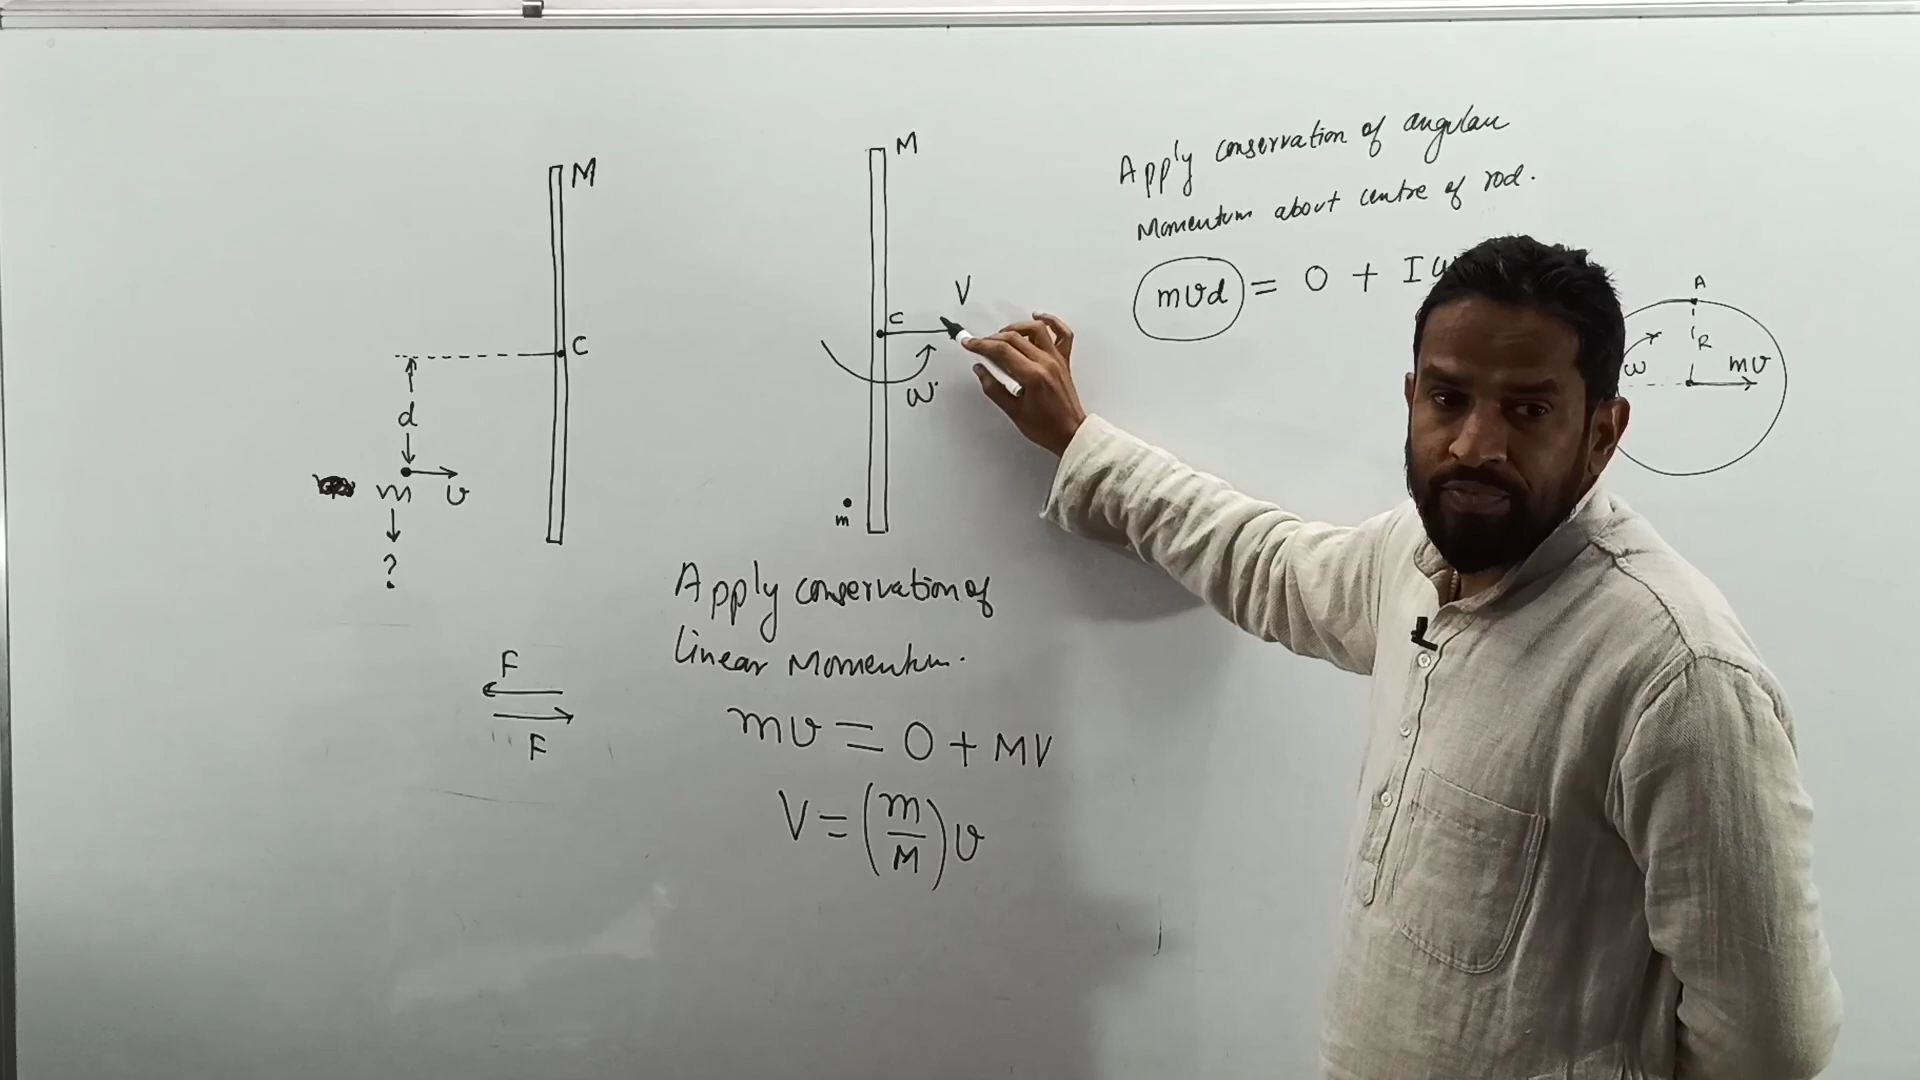 M
C
d
m v
?
F
F
M
C
V
ω
m
Apply conservation of
linear Momentum.
mv = 0 + MV
V = (m/M) v
Apply conservation of angular
Momentum about centre of rod.
mvd = 0 + I
A
R
ω
mv